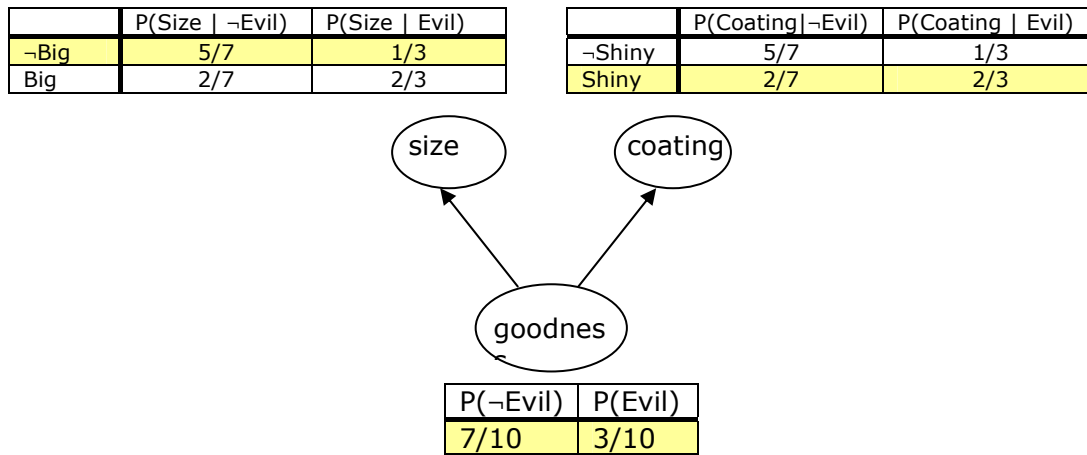 P(Size | ¬Evil) P(Size | Evil)
¬Big 5/7 1/3
Big 2/7 2/3
P(Coating|¬Evil) P(Coating | Evil)
¬Shiny 5/7 1/3
Shiny 2/7 2/3
size
coating
goodnes
s
P(¬Evil) P(Evil)
7/10 3/10